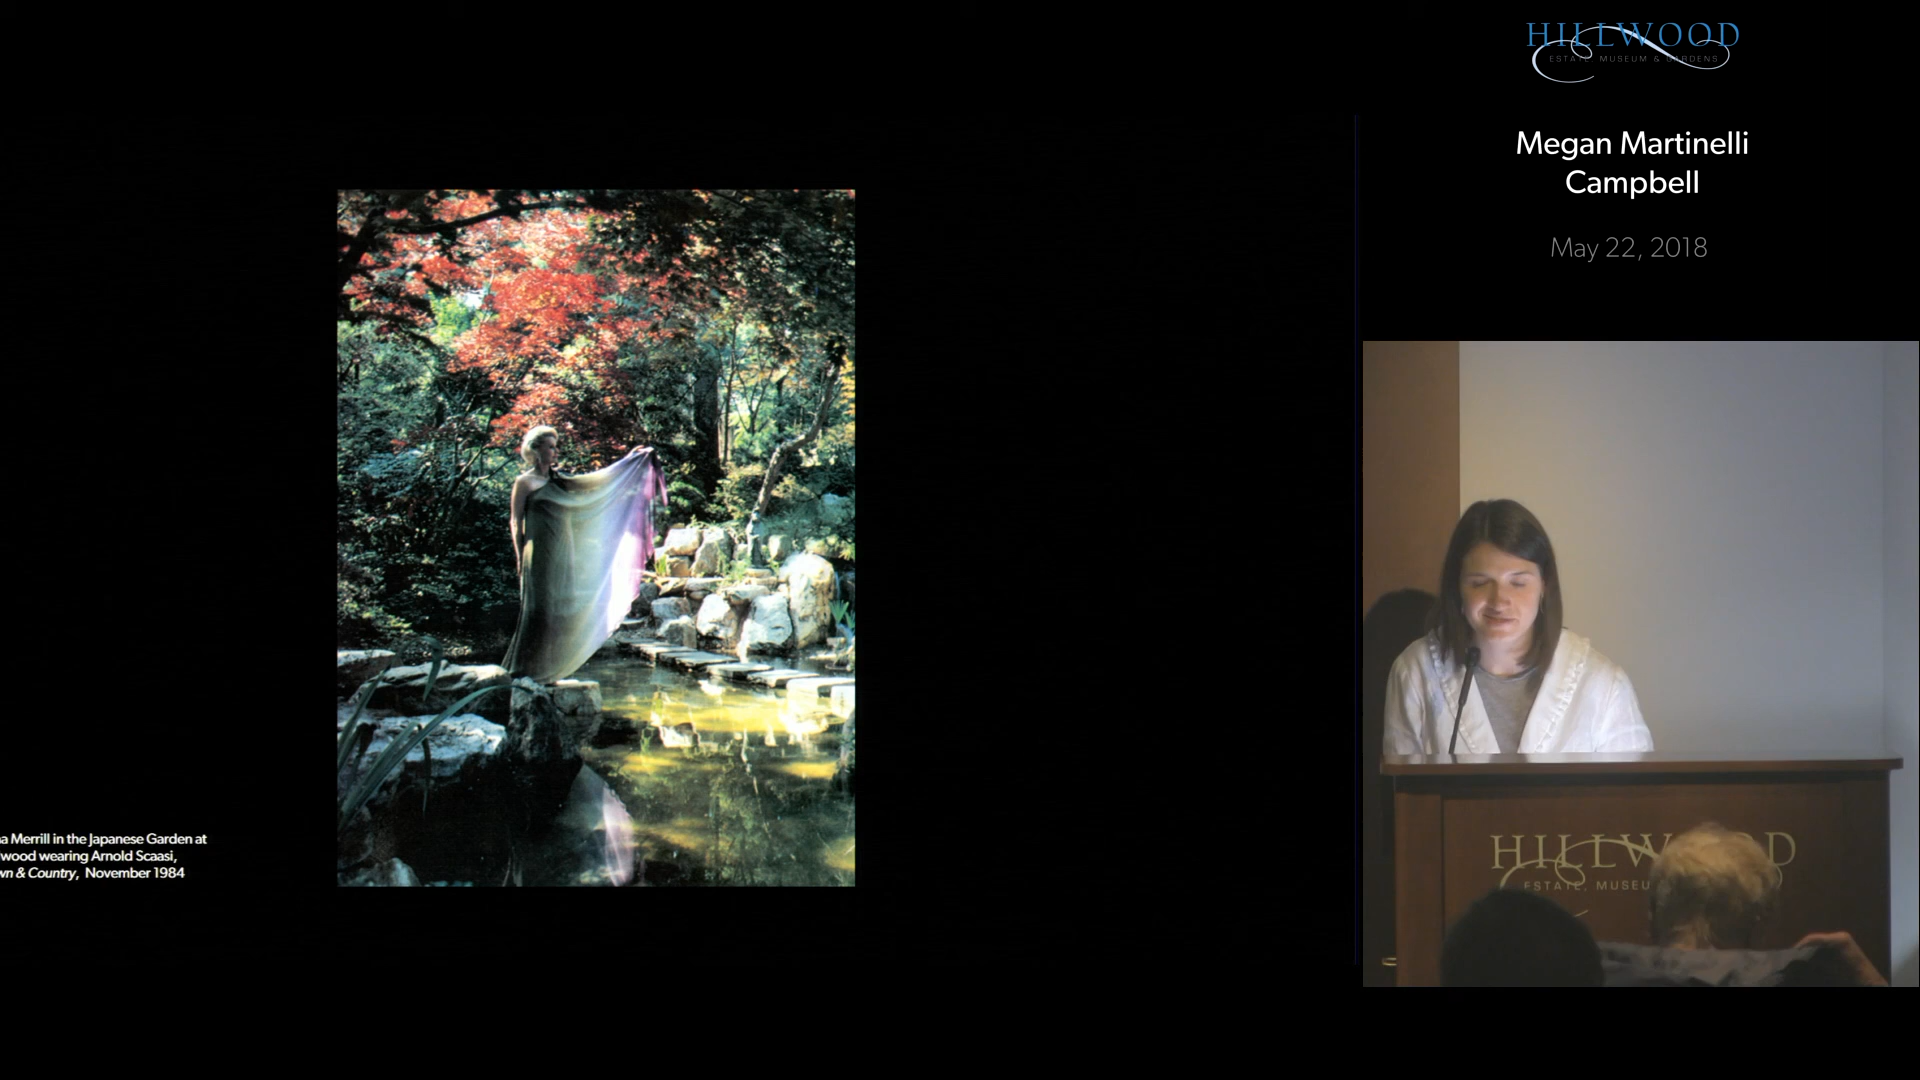 HILLWOOD
ESTATE, MUSEUM & GARDENS
Megan Martinelli
Campbell
May 22, 2018
a Merrill in the Japanese Garden at
wood wearing Arnold Scaasi,
wn & Country, November 1984
HILLWOOD
ESTATE, MUSEU